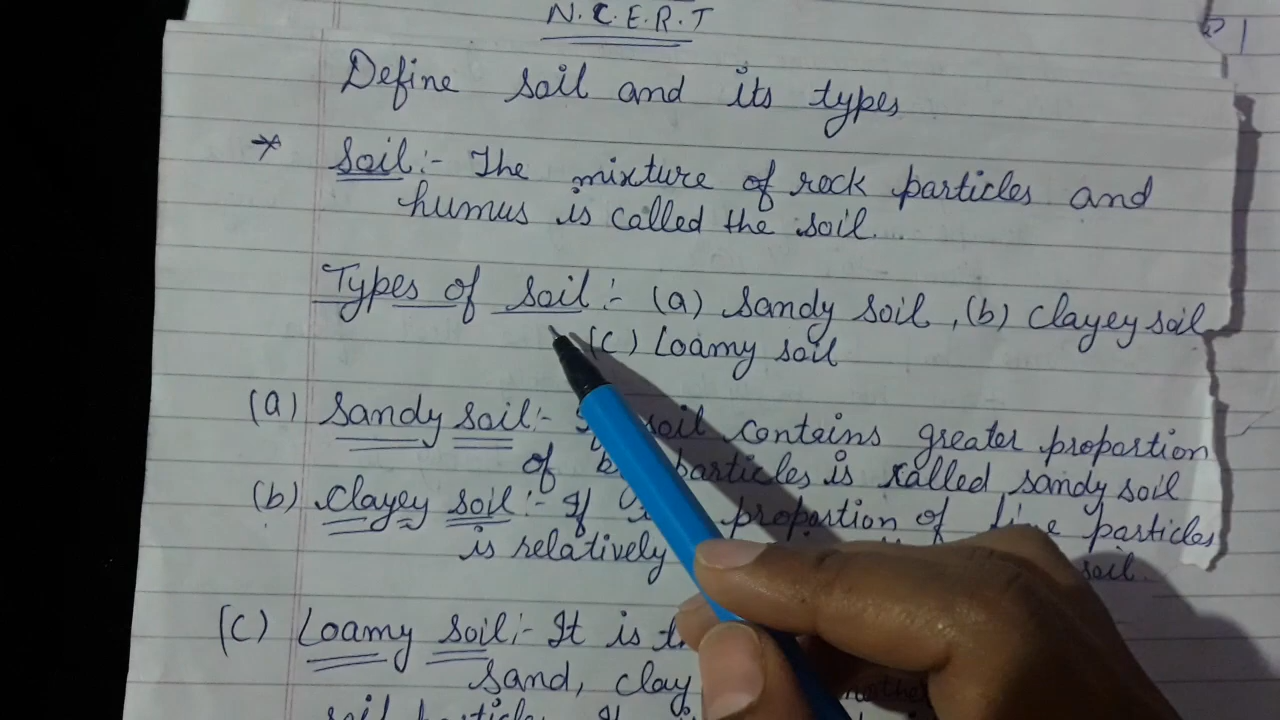 N.C.E.R.T
Define soil and its types
* Soil:- The mixture of rock particles and
humus is called the soil...
Types of soil:- (a) Sandy soil, (b) Clayey soil
(c) Loamy soil
(a) Sandy soil:- soil contains greater proportion
of particles is called sandy soil
(b) Clayey soil:- If proportion of fine particles
is relatively soil.
(c) Loamy soil:- It is
sand, clay
soil